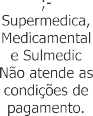 ;-
Supermedica,
Medicamental
e Sulmedic
Não atende as
condições de
pagamento.